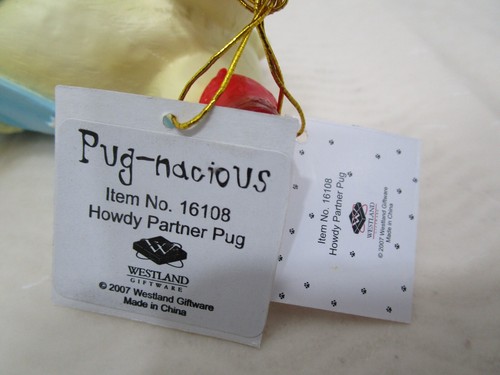 Pug-nacious
Item No. 16108
Howdy Partner Pug
WESTLAND
GIFTWARE
© 2007 Westland Giftware
Made in China
Item No. 16108
Howdy Partner Pug
WESTLAND
© 2007 Westland Giftware
Made in China